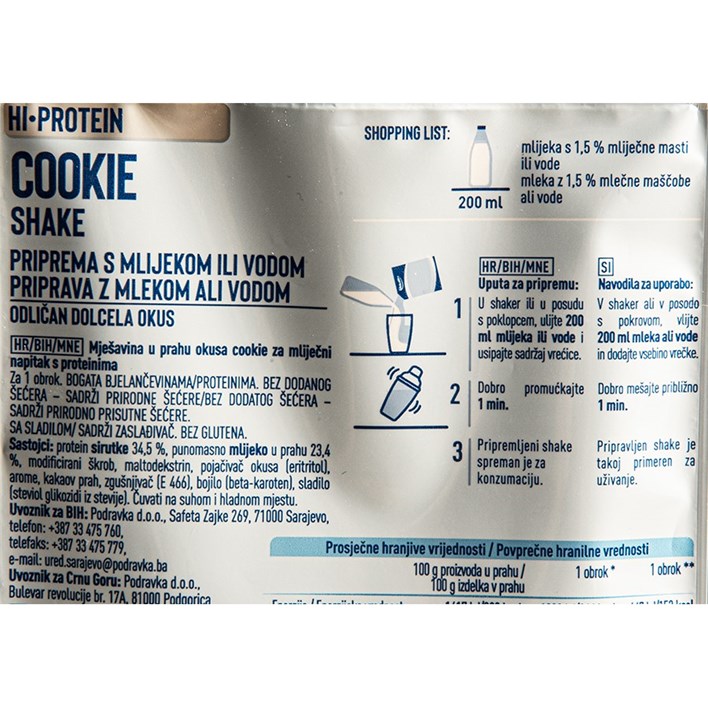 HI•PROTEIN
COOKIE
SHAKE
PRIPREMA S MLIJEKOM ILI VODOM
PRIPRAVA Z MLEKOM ALI VODOM
ODLIČAN DOLCELA OKUS
HR/BIH/MNE Mješavina u prahu okusa cookie za mliječni
napitak s proteinima
Za 1 obrok. BOGATA BJELANČEVINAMA/PROTEINIMA. BEZ DODANOG
ŠEĆERA – SADRŽI PRIRODNE ŠEĆERE/BEZ DODATOG ŠEĆERA –
SADRŽI PRIRODNO PRISUTNE ŠEĆERE.
SA SLADILOM/ SADRŽI ZASLAĐIVAČ. BEZ GLUTENA.
Sastojci: protein sirutke 34,5 %, punomasno mlijeko u prahu 23,4
%, modificirani škrob, maltodekstrin, pojačivač okusa (eritritol),
arome, kakaov prah, zgušnjivač (E 466), bojilo (beta-karoten), sladilo
(steviol glikozidi iz stevije). Čuvati na suhom i hladnom mjestu.
Uvoznik za BIH: Podravka d.o.o., Safeta Zajke 269, 71000 Sarajevo,
telefon: +387 33 475 760,
telefaks: +387 33 475 779,
e-mail: ured.sarajevo@podravka.ba
Uvoznik za Crnu Goru: Podravka d.o.o.,
Bulevar revolucije br. 17A, 81000 Podgorica
SHOPPING LIST:
200 ml
mlijeka s 1,5 % mliječne masti
ili vode
mleka z 1,5 % mlečne maščobe
ali vode
HR/BIH/MNE
Uputa za pripremu:
1 U shaker ili u posudu
s poklopcem, ulijte 200
ml mlijeka ili vode i
usipajte sadržaj vrećice.
2 Dobro promućkajte
1 min.
3 Pripremljeni shake
spreman je za
konzumaciju.
SI
Navodila za uporabo:
V shaker ali v posodo
s pokrovom, vlijte
200 ml mleka ali vode
in dodajte vsebino vrečke.
Dobro mešajte približno
1 min.
Pripravljen shake je
takoj primeren za
uživanje.
Prosječne hranjive vrijednosti / Povprečne hranilne vrednosti
100 g proizvoda u prahu / 1 obrok * 1 obrok **
100 g izdelka v prahu